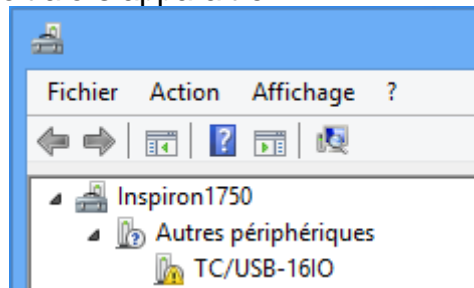 Fichier Action Affichage ?
Inspiron1750
Autres périphériques
TC/USB-16IO